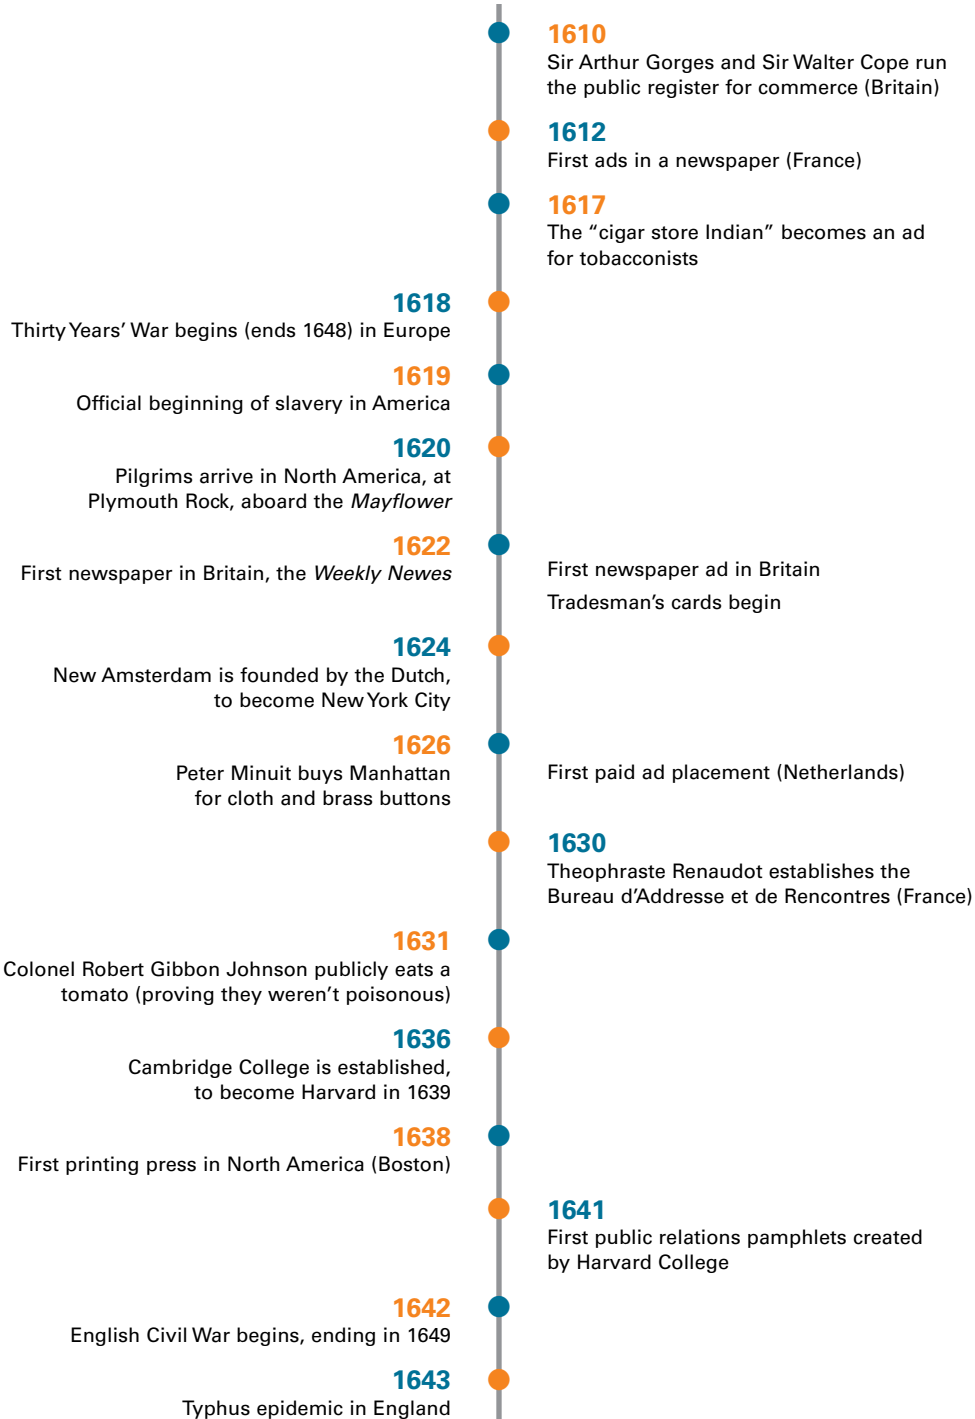 1610
Sir Arthur Gorges and Sir Walter Cope run
the public register for commerce (Britain)
1612
First ads in a newspaper (France)
1617
The “cigar store Indian” becomes an ad
for tobacconists
1618
Thirty Years’ War begins (ends 1648) in Europe
1619
Official beginning of slavery in America
1620
Pilgrims arrive in North America, at
Plymouth Rock, aboard the Mayflower
1622
First newspaper in Britain, the Weekly Newes
First newspaper ad in Britain
Tradesman’s cards begin
1624
New Amsterdam is founded by the Dutch,
to become New York City
1626
Peter Minuit buys Manhattan
for cloth and brass buttons
First paid ad placement (Netherlands)
1630
Theophraste Renaudot establishes the
Bureau d’Addresse et de Rencontres (France)
1631
Colonel Robert Gibbon Johnson publicly eats a
tomato (proving they weren’t poisonous)
1636
Cambridge College is established,
to become Harvard in 1639
1638
First printing press in North America (Boston)
1641
First public relations pamphlets created
by Harvard College
1642
English Civil War begins, ending in 1649
1643
Typhus epidemic in England